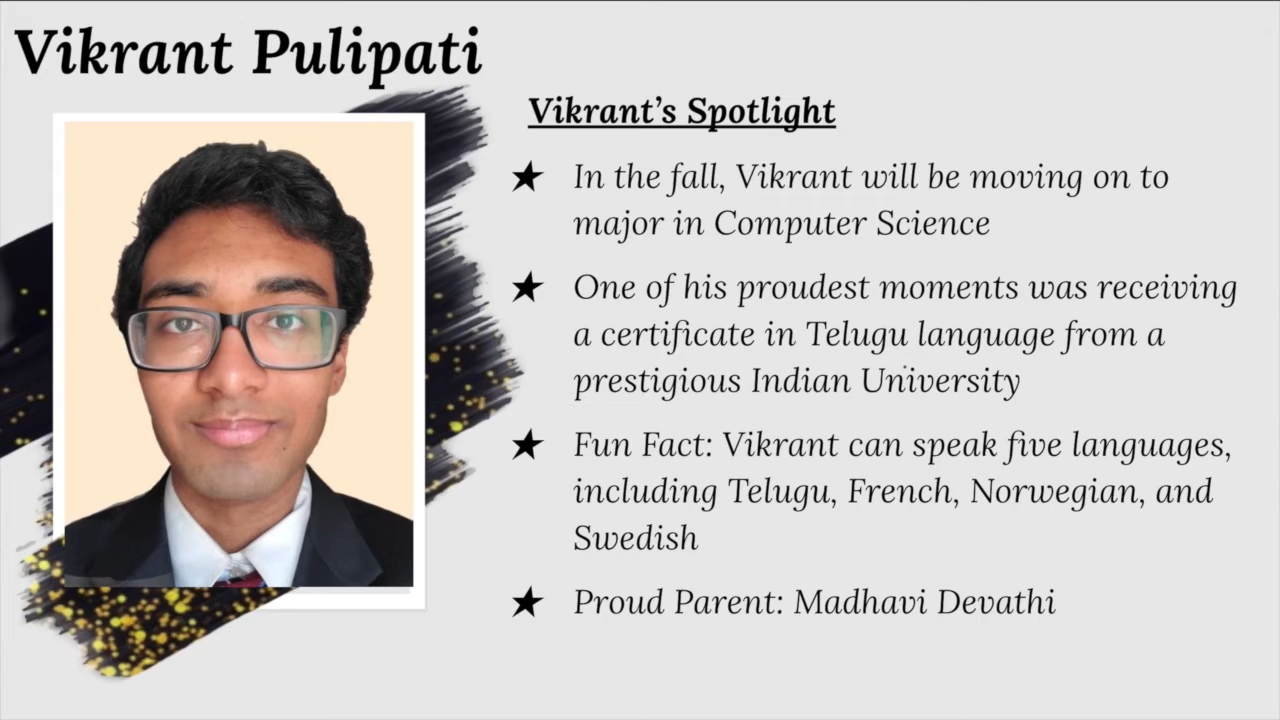 Vikrant Pulipati
Vikrant's Spotlight
★ In the fall, Vikrant will be moving on to
major in Computer Science
★ One of his proudest moments was receiving
a certificate in Telugu language from a
prestigious Indian University
★ Fun Fact: Vikrant can speak five languages,
including Telugu, French, Norwegian, and
Swedish
★ Proud Parent: Madhavi Devathi